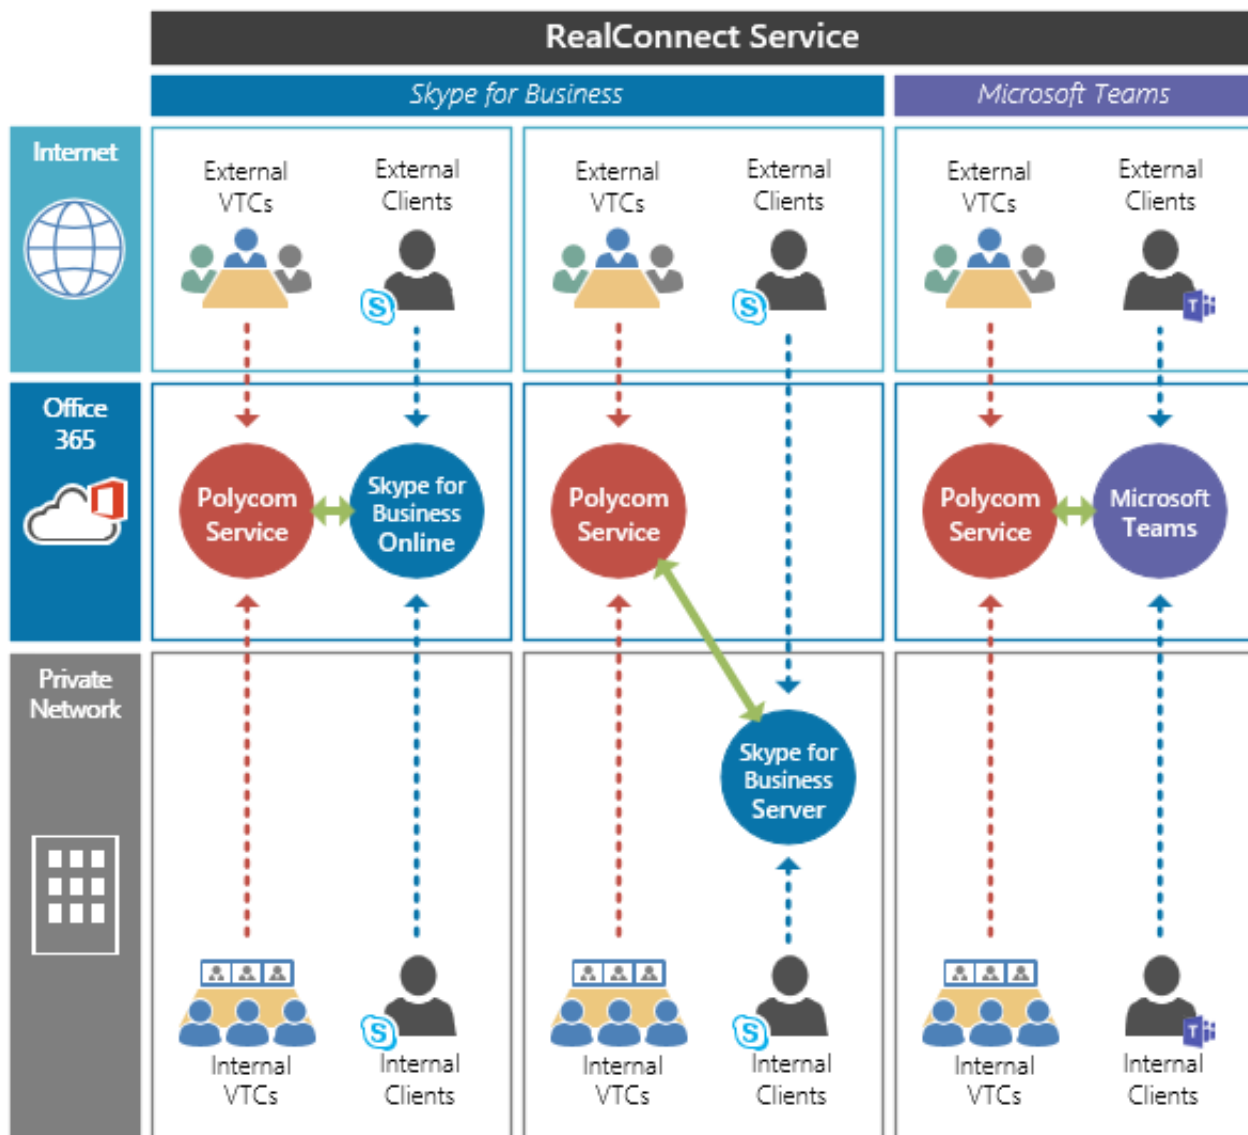 RealConnect Service
Skype for Business
Microsoft Teams
Internet
External
VTCs
External
Clients
External
VTCs
External
Clients
External
VTCs
External
Clients
S
S
T
Office
365
Polycom
Service
Skype for
Business
Online
Polycom
Service
Polycom
Service
Microsoft
Teams
Private
Network
Skype for
Business
Server
S
S
T
Internal
VTCs
Internal
Clients
Internal
VTCs
Internal
Clients
Internal
VTCs
Internal
Clients